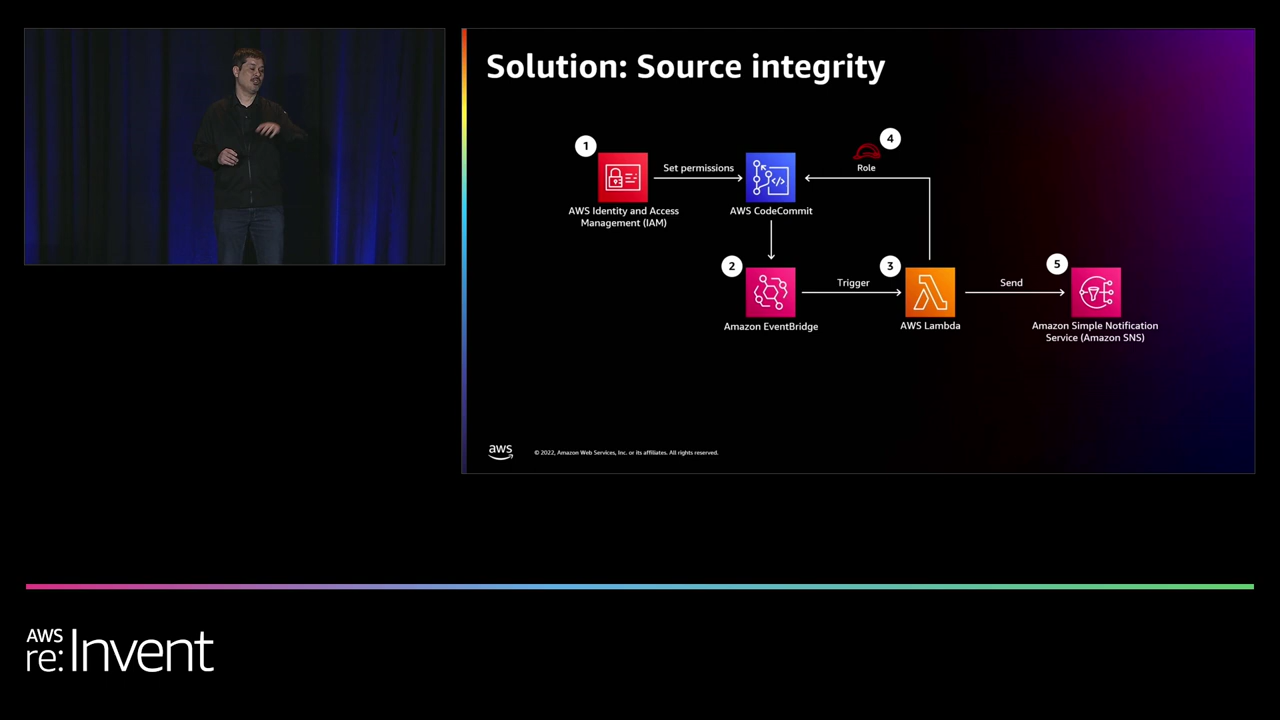 Solution: Source integrity
1
Set permissions
4
Role
AWS Identity and Access
Management (IAM)
AWS CodeCommit
2
Trigger
3
Send
5
Amazon EventBridge
AWS Lambda
Amazon Simple Notification
Service (Amazon SNS)
aws
© 2022, Amazon Web Services, Inc. or its affiliates. All rights reserved.
AWS
re:Invent